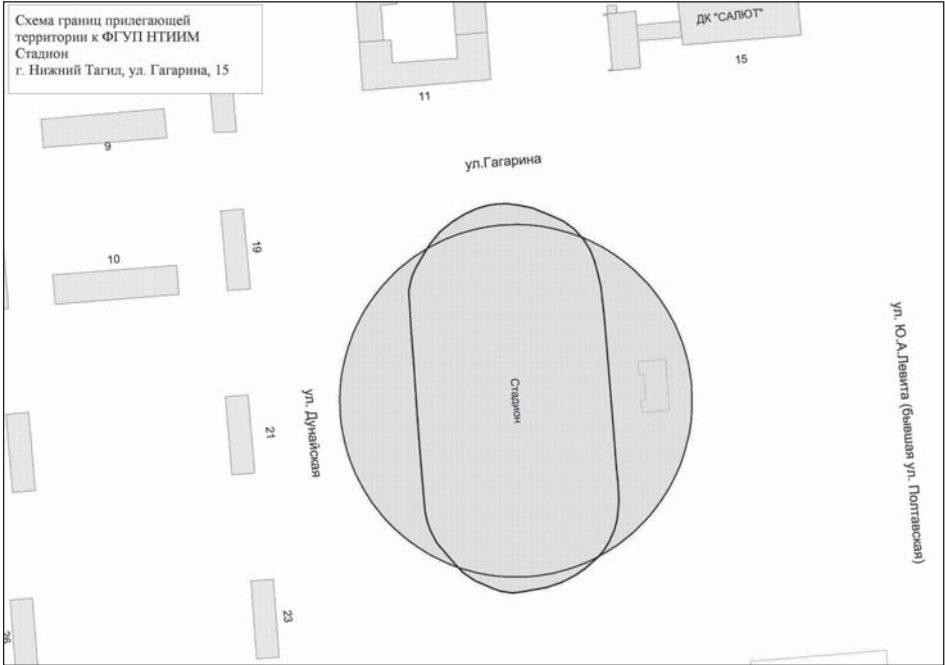 Схема границ прилегающей
территории к ФГУП НТИИМ
Стадион
г. Нижний Тагил, ул. Гагарина, 15
ДК "САЛЮТ"
15
11
9
ул.Гагарина
19
10
ул. Ю.А.Левита (бывшая ул. Полтавская)
Стадион
ул. Дунайская
21
23
26